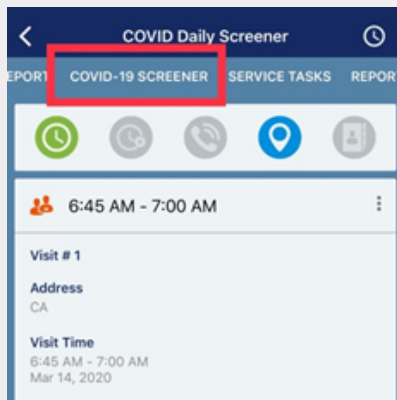 COVID Daily Screener
EPORT COVID-19 SCREENER SERVICE TASKS REPOR
6:45 AM - 7:00 AM
Visit # 1
Address
CA
Visit Time
6:45 AM - 7:00 AM
Mar 14, 2020